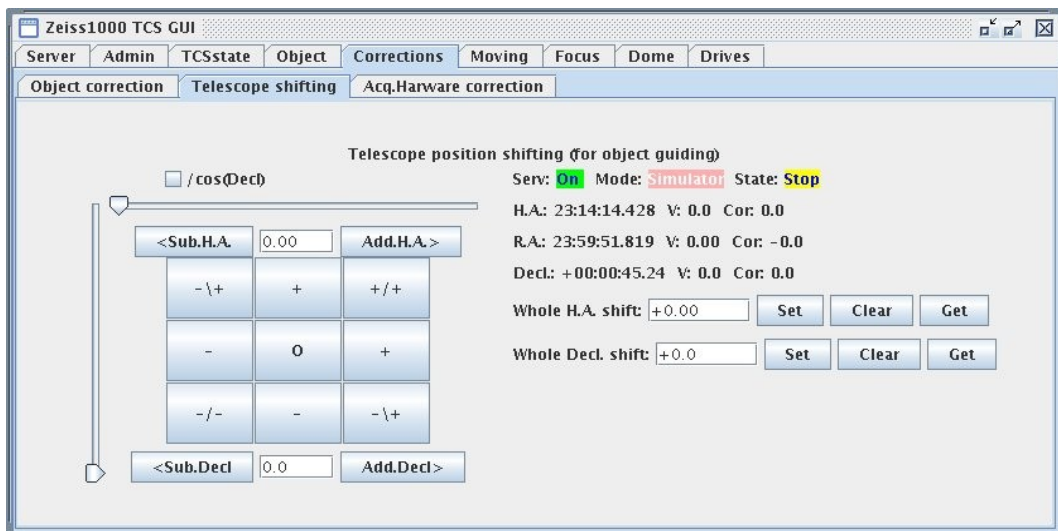 Zeiss1000 TCS GUI
Server Admin TCSstate Object Corrections Moving Focus Dome Drives
Object correction Telescope shifting Acq.Harware correction
Telescope position shifting (for object guiding)
/cos(Decl) Serv: On Mode: Simulator State: Stop
H.A.: 23:14:14.428 V: 0.0 Cor: 0.0
<Sub.H.A. 0.00 Add.H.A.> R.A.: 23:59:51.819 V: 0.00 Cor: -0.0
Decl.: +00:00:45.24 V: 0.0 Cor: 0.0
-\+ + +/+
Whole H.A. shift: +0.00 Set Clear Get
- O +
Whole Decl. shift: +0.0 Set Clear Get
-/- - -\+
<Sub.Decl 0.0 Add.Decl>